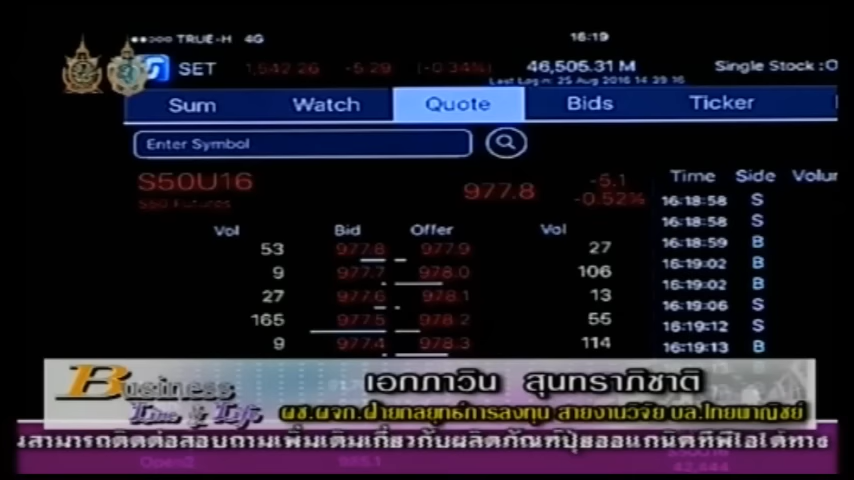 TRUE-H 4G 16:19
SET 1,542.26 -5.29 (-0.34%) 46,505.31 M Single Stock : O
Last Login: 25 Aug 2016 14:39:16
Sum Watch Quote Bids Ticker
Enter Symbol
S50U16 977.8 -5.1
S50 Futures -0.52%
Time Side Volum
Vol Bid Offer Vol
53 977.8 977.9 27
9 977.7 978.0 106
27 977.6 978.1 13
165 977.5 978.2 55
9 977.4 978.3 114
16:18:58 S
16:18:58 S
16:18:59 B
16:19:02 B
16:19:02 B
16:19:06 S
16:19:12 S
16:19:13 B
Business
Line & Life
เอกภาวิน สุนทราภิชาติ
ผช.ผจก.ฝ่ายกลยุทธ์การลงทุน สายงานวิจัย บล.ไทยพาณิชย์
นสามารถติดต่อสอบถามเพิ่มเติมเกี่ยวกับผลิตภัณฑ์ปุ๋ยออแกนิคทีพีไอได้ทาง